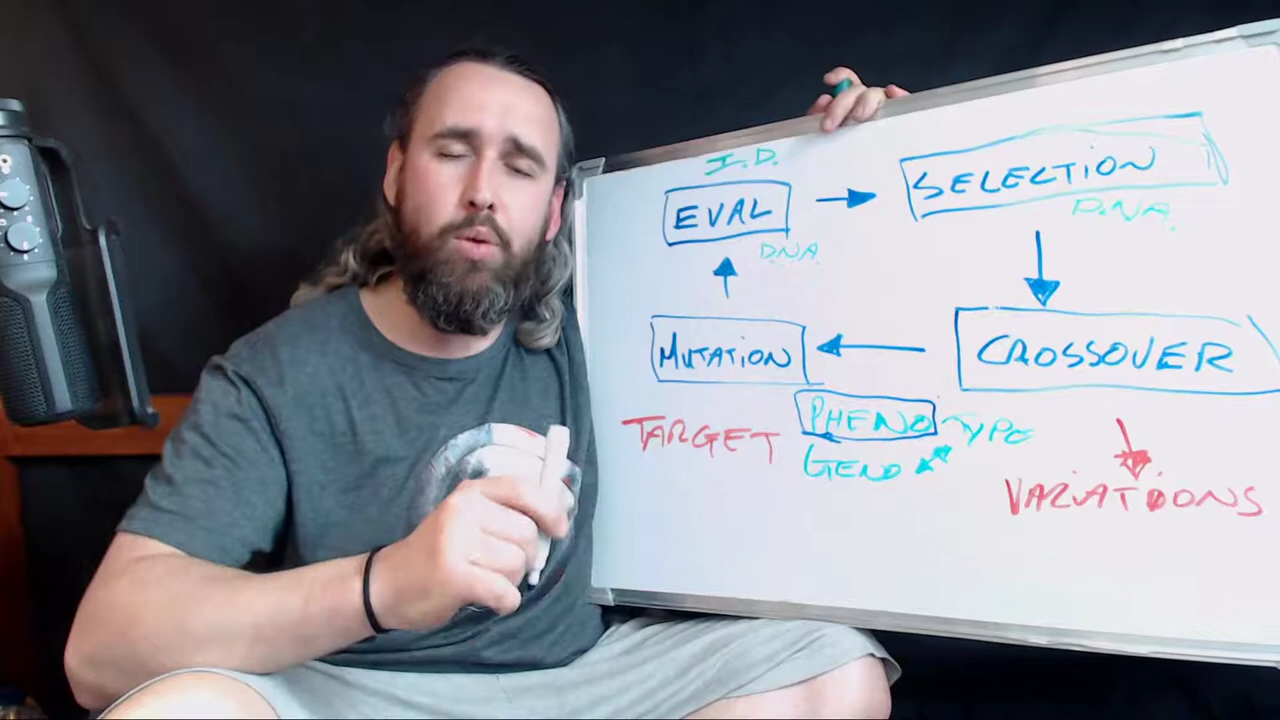 I.D.
EVAL
SELECTION
DNA
DNA
MUTATION
CROSSOVER
TARGET
PHENOTYPE
GENO
VARIATIONS